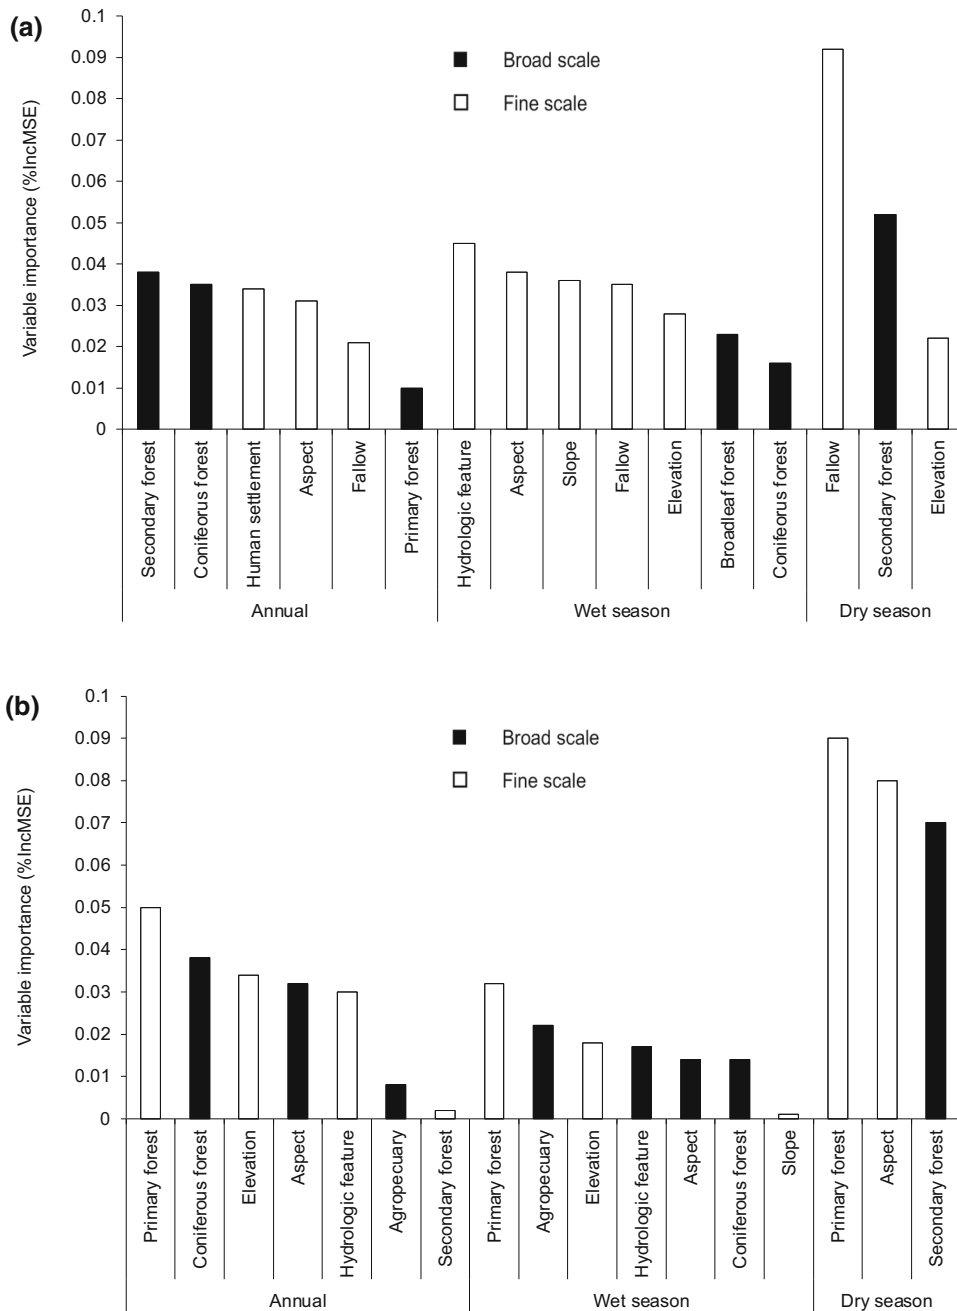 (a)
Variable importance (%IncMSE)
0.1
0.09
0.08
0.07
0.06
0.05
0.04
0.03
0.02
0.01
0
Broad scale
Fine scale
Secondary forest
Conifeorus forest
Human settlement
Aspect
Fallow
Primary forest
Hydrologic feature
Aspect
Slope
Fallow
Elevation
Broadleaf forest
Conifeorus forest
Fallow
Secondary forest
Elevation
Annual
Wet season
Dry season
(b)
Variable importance (%IncMSE)
0.1
0.09
0.08
0.07
0.06
0.05
0.04
0.03
0.02
0.01
0
Broad scale
Fine scale
Primary forest
Coniferous forest
Elevation
Aspect
Hydrologic feature
Agropecuary
Secondary forest
Primary forest
Agropecuary
Elevation
Hydrologic feature
Aspect
Coniferous forest
Slope
Primary forest
Aspect
Secondary forest
Annual
Wet season
Dry season